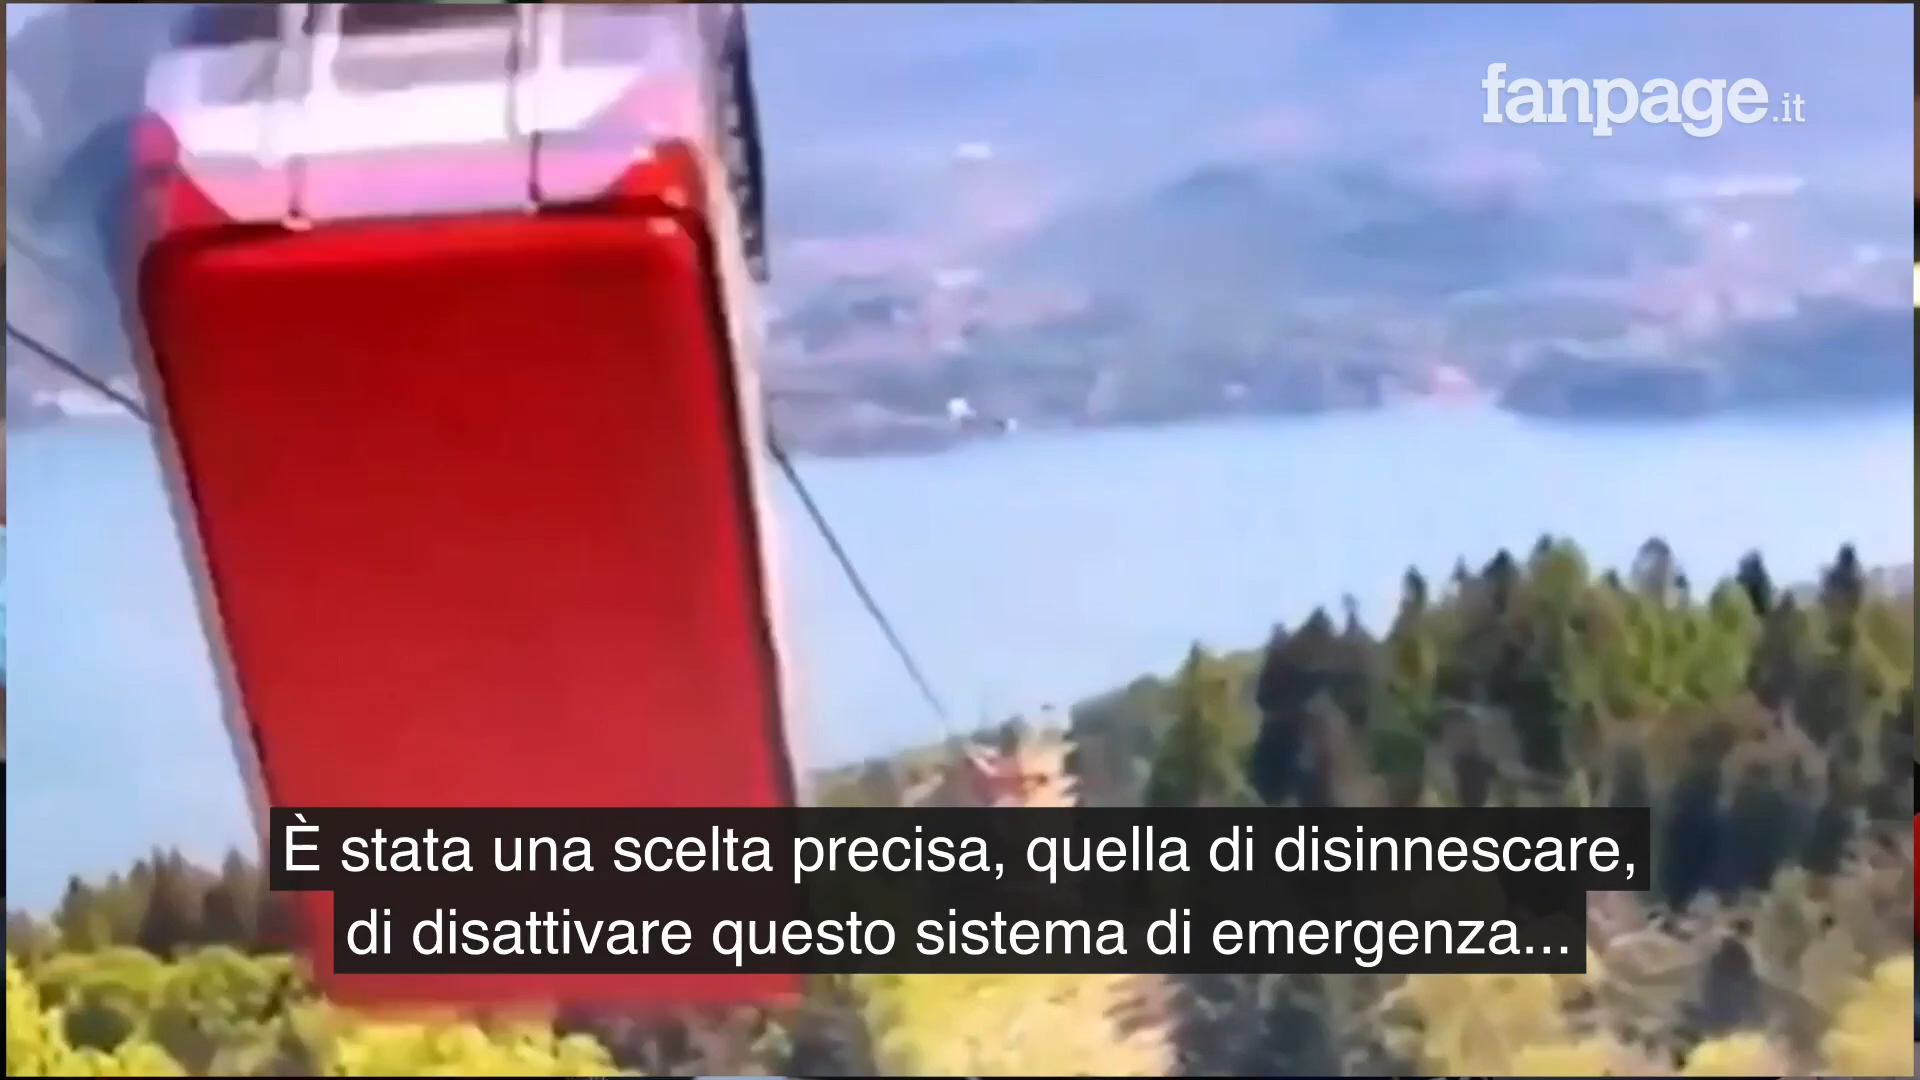 fanpage.it
È stata una scelta precisa, quella di disinnescare,
di disattivare questo sistema di emergenza...